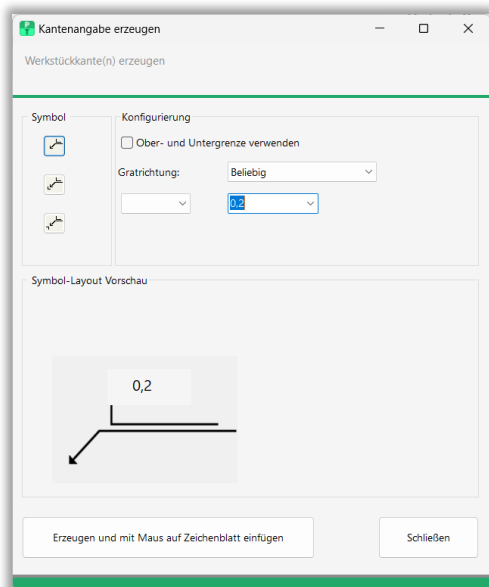 Kantenangabe erzeugen
Werkstückkante(n) erzeugen
Symbol
Konfigurierung
Ober- und Untergrenze verwenden
Gratrichtung:
Beliebig
0,2
Symbol-Layout Vorschau
0,2
Erzeugen und mit Maus auf Zeichenblatt einfügen
Schließen